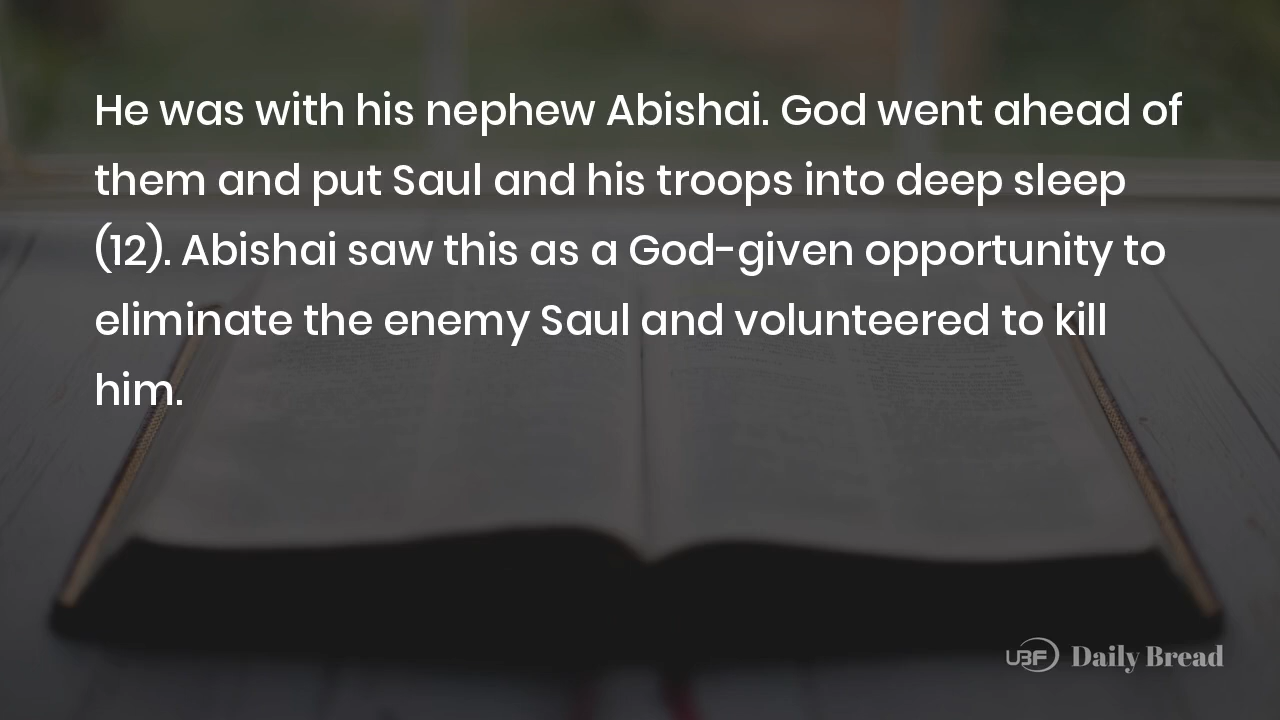 He was with his nephew Abishai. God went ahead of
them and put Saul and his troops into deep sleep
(12). Abishai saw this as a God-given opportunity to
eliminate the enemy Saul and volunteered to kill
him.
UBF Daily Bread